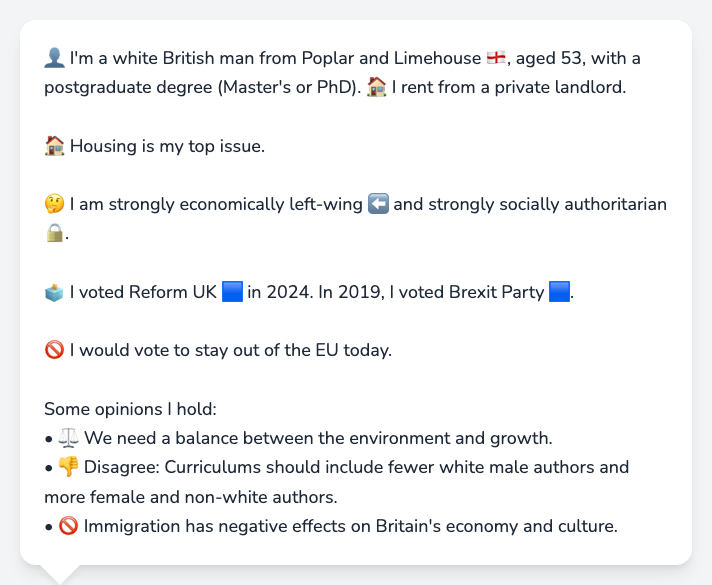 👤 I'm a white British man from Poplar and Limehouse 🏴󠁧󠁢󠁥󠁮󠁧󠁿, aged 53, with a
postgraduate degree (Master's or PhD). 🏠 I rent from a private landlord.
🏠 Housing is my top issue.
🤔 I am strongly economically left-wing ⬅️ and strongly socially authoritarian
🔒.
🗳️ I voted Reform UK 🟦 in 2024. In 2019, I voted Brexit Party 🟦.
🚫 I would vote to stay out of the EU today.
Some opinions I hold:
• ⚖️ We need a balance between the environment and growth.
• 👎 Disagree: Curriculums should include fewer white male authors and
more female and non-white authors.
• 🚫 Immigration has negative effects on Britain's economy and culture.